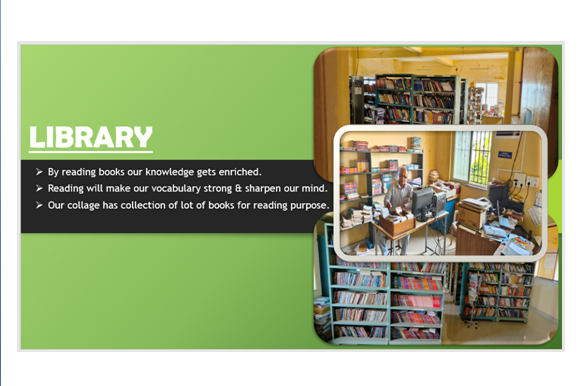 LIBRARY
By reading books our knowledge gets enriched.
Reading will make our vocabulary strong & sharpen our mind.
Our collage has collection of lot of books for reading purpose.